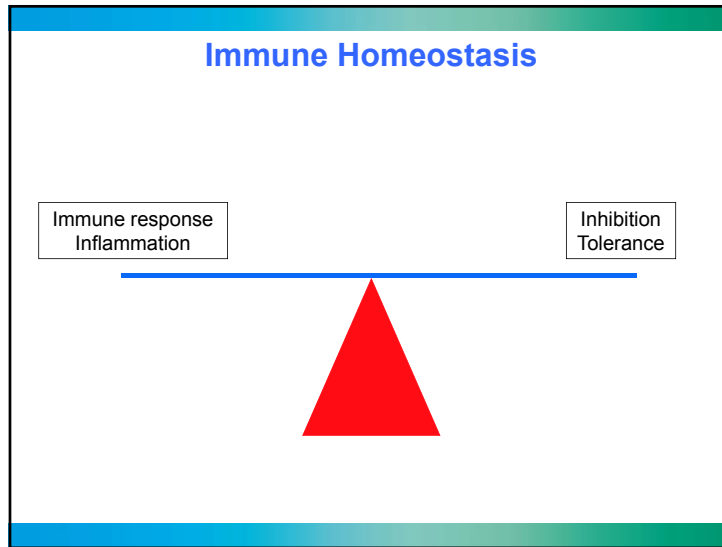 Immune Homeostasis
Immune response
Inflammation
Inhibition
Tolerance